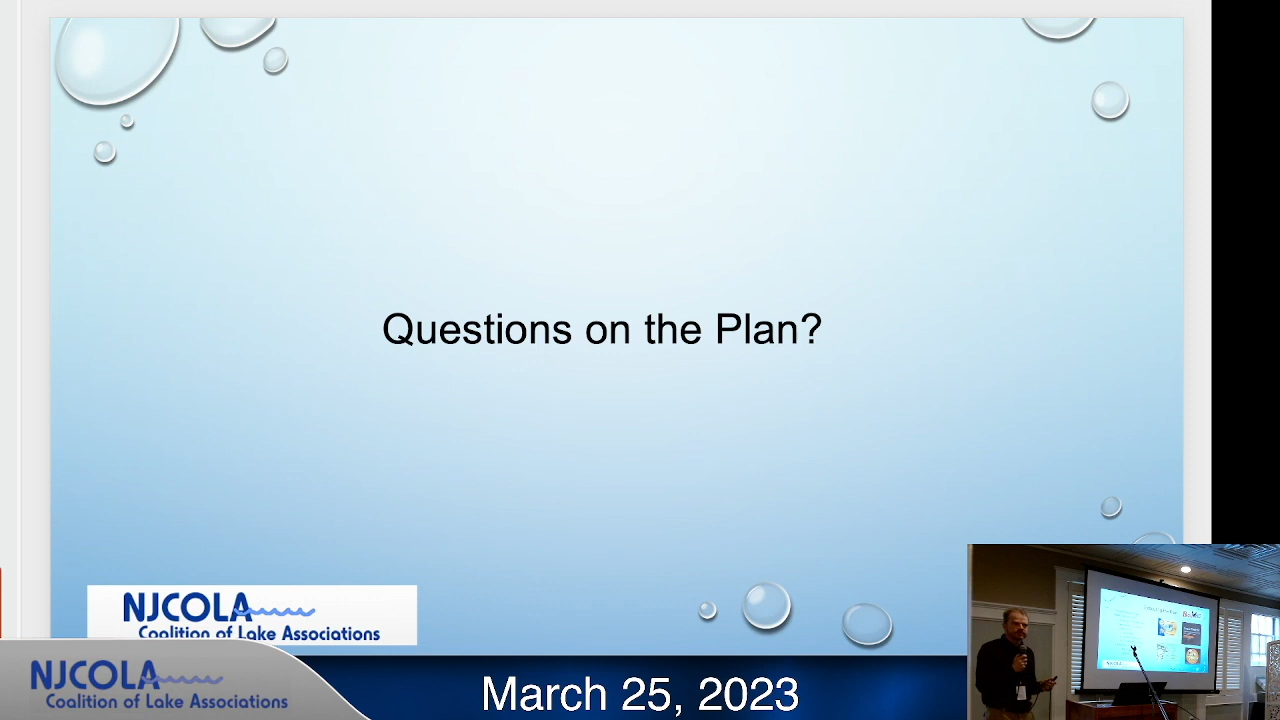 Questions on the Plan?
NJCOLA
Coalition of Lake Associations
NJCOLA
Coalition of Lake Associations
March 25, 2023